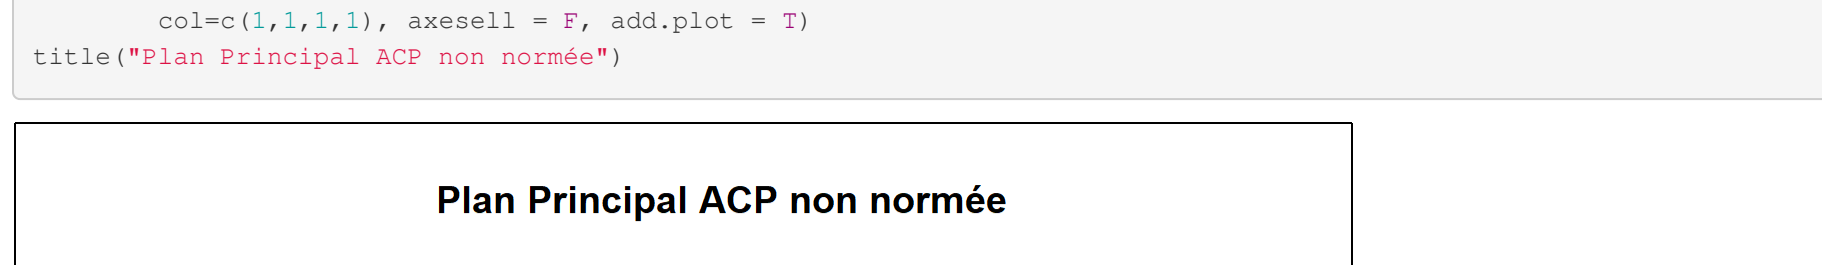 col=c(1,1,1,1), axesell = F, add.plot = T)
title("Plan Principal ACP non normée")
Plan Principal ACP non normée